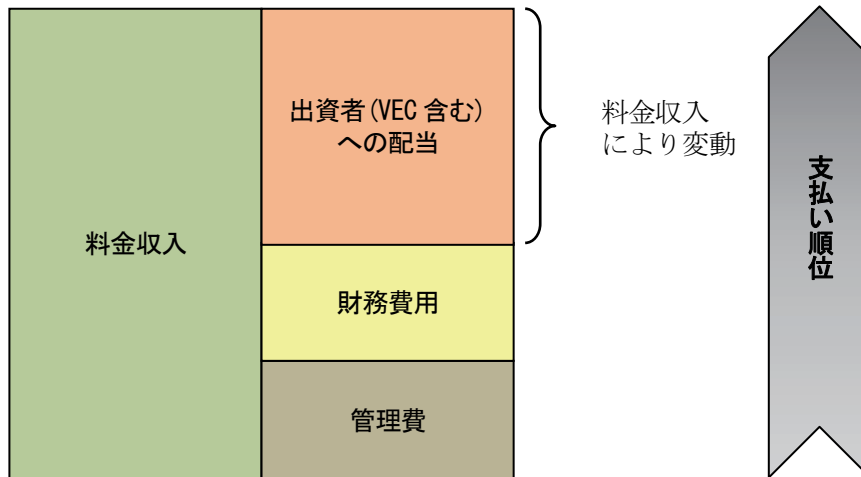 出資者(VEC 含む)
への配当
料金収入
により変動
料金収入
財務費用
管理費
支払い順位